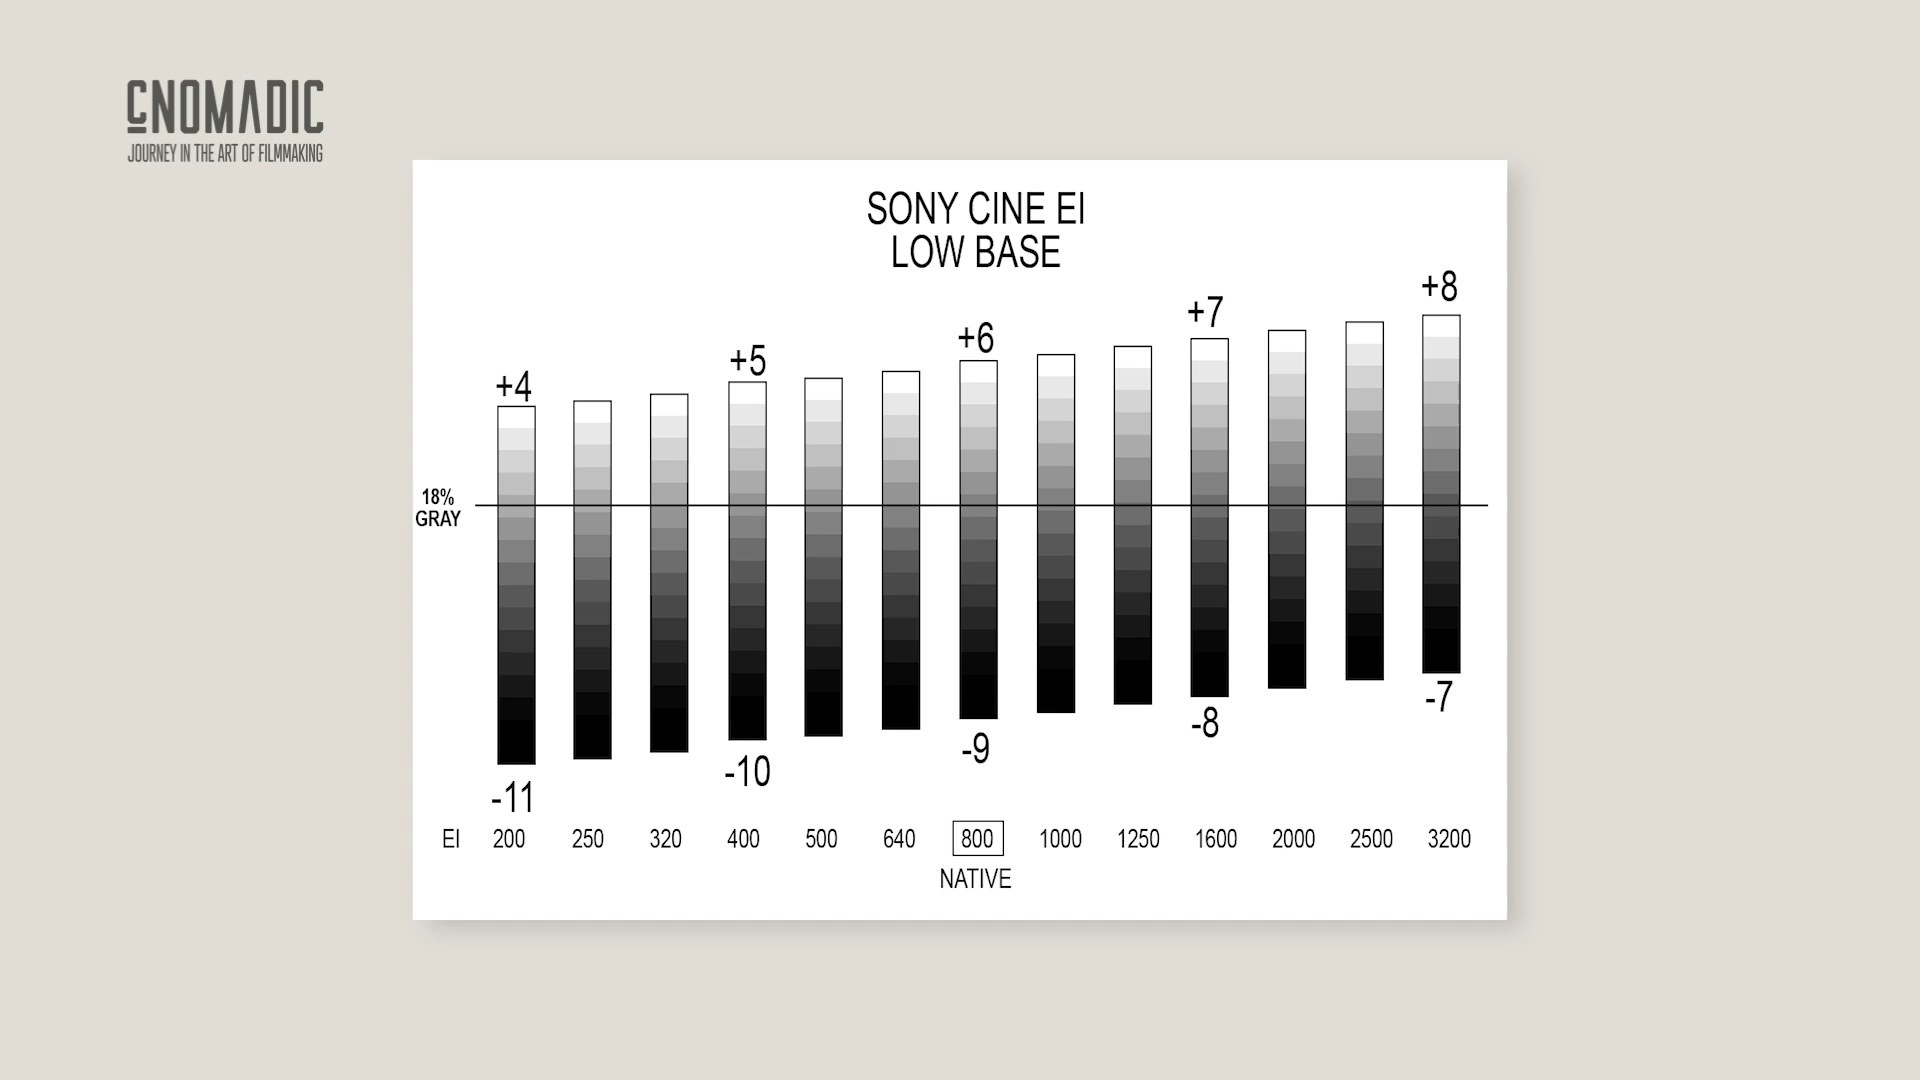 CNOMADIC
JOURNEY IN THE ART OF FILMMAKING
SONY CINE EI
LOW BASE
+4 +5 +6 +7 +8
18%
GRAY
-11 -10 -9 -8 -7
EI 200 250 320 400 500 640 800 1000 1250 1600 2000 2500 3200
NATIVE